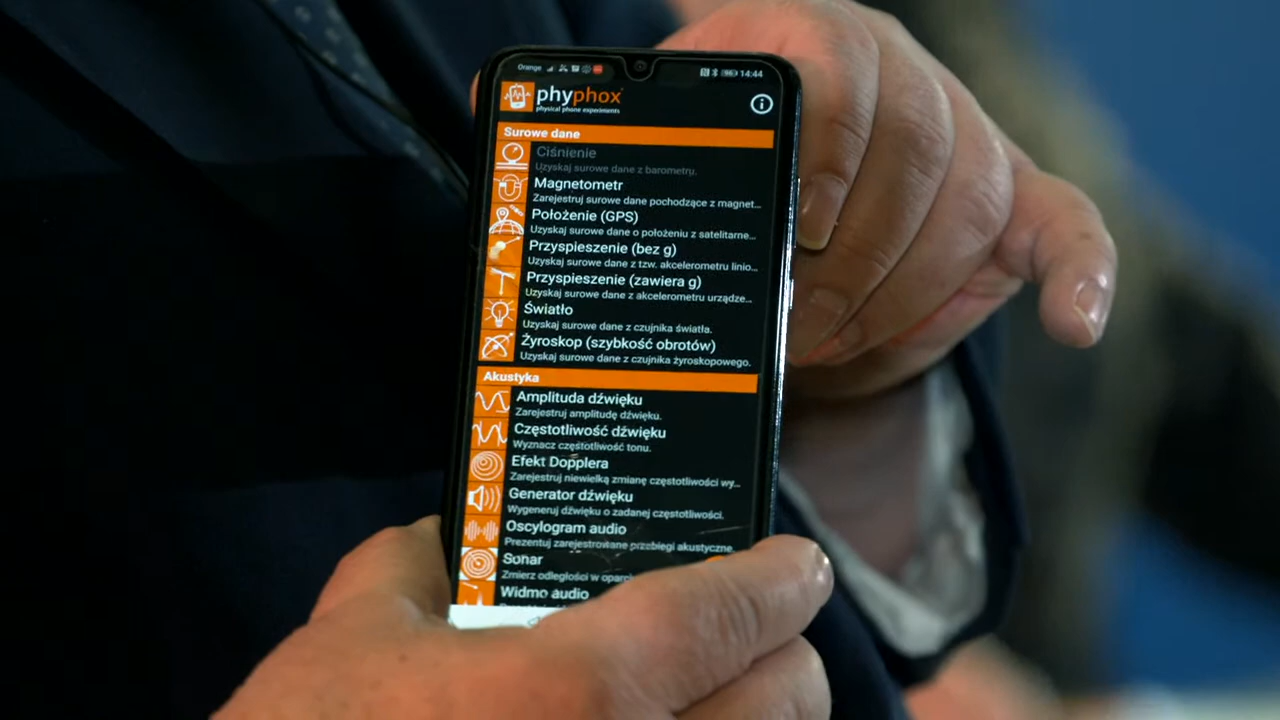 Orange 14:44
phyphox
physical phone experiments
Surowe dane
Ciśnienie
Uzyskaj surowe dane z barometru.
Magnetometr
Zarejestruj surowe dane pochodzące z magnet...
Położenie (GPS)
Uzyskaj surowe dane o położeniu z satelitarne...
Przyspieszenie (bez g)
Uzyskaj surowe dane z tzw. akcelerometru linio...
Przyspieszenie (zawiera g)
Uzyskaj surowe dane z akcelerometru urządze...
Światło
Uzyskaj surowe dane z czujnika światła.
Żyroskop (szybkość obrotów)
Uzyskaj surowe dane z czujnika żyroskopowego.
Akustyka
Amplituda dźwięku
Zarejestruj amplitudę dźwięku.
Częstotliwość dźwięku
Wyznacz częstotliwość tonu.
Efekt Dopplera
Zarejestruj niewielką zmianę częstotliwości wy...
Generator dźwięku
Wygeneruj dźwięku o zadanej częstotliwości.
Oscylogram audio
Prezentuj zarejestrowane przebiegi akustyczne.
Sonar
Zmierz odległości w oparci
Widmo audio